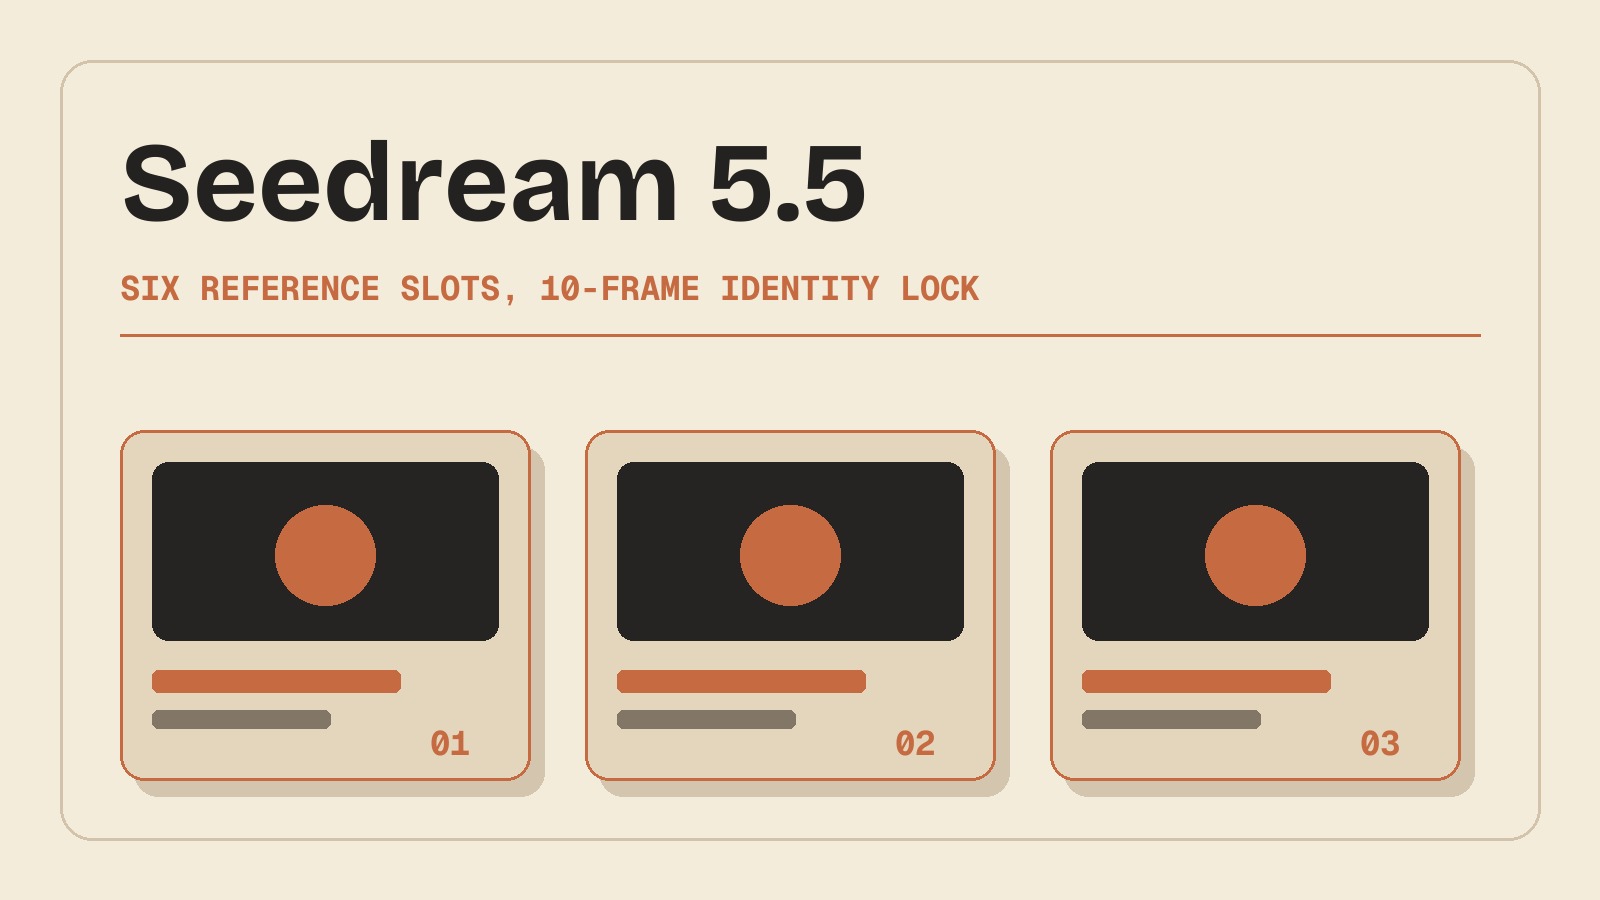 Seedream 5.5
SIX REFERENCE SLOTS, 10-FRAME IDENTITY LOCK
01
02
03